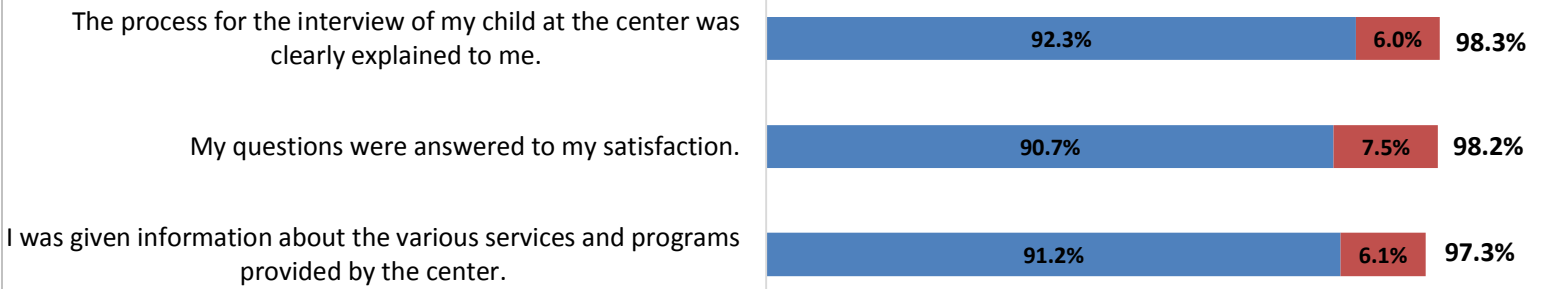 The process for the interview of my child at the center was
clearly explained to me.
92.3% 6.0% 98.3%
My questions were answered to my satisfaction.
90.7% 7.5% 98.2%
I was given information about the various services and programs
provided by the center.
91.2% 6.1% 97.3%